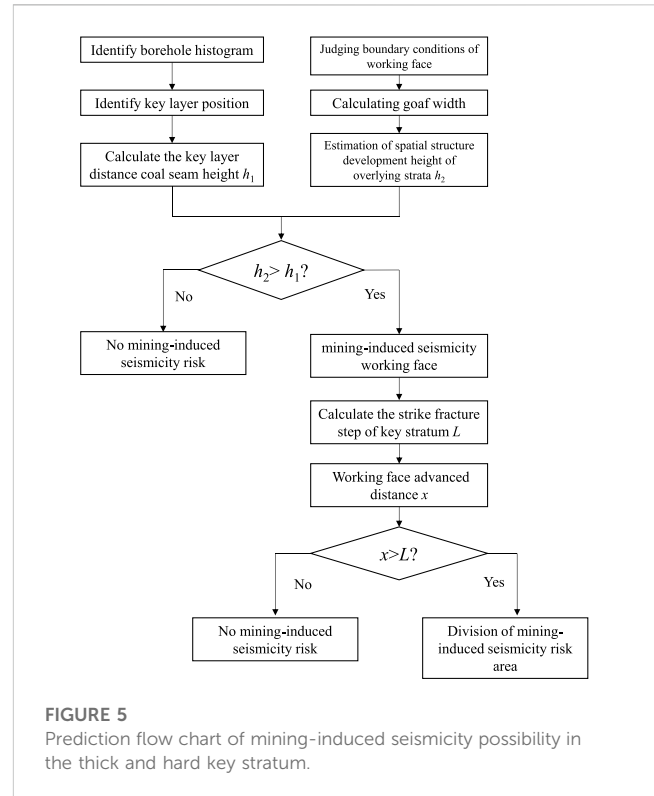 Identify borehole histogram
Identify key layer position
Calculate the key layer
distance coal seam height h₁
Judging boundary conditions of
working face
Calculating goaf width
Estimation of spatial structure
development height of
overlying strata h₂
h₂> h₁?
No
Yes
No mining-induced
seismicity risk
mining-induced seismicity
working face
Calculate the strike fracture
step of key stratum L
Working face advanced
distance x
x>L?
No
Yes
No mining-induced
seismicity risk
Division of mining-
induced seismicity risk
area
FIGURE 5
Prediction flow chart of mining-induced seismicity possibility in
the thick and hard key stratum.